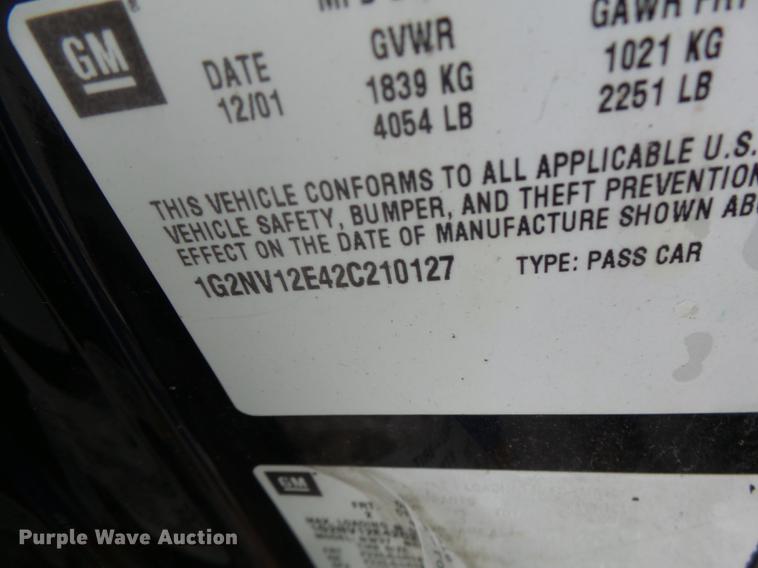 GM
GVWR
GAWR FRT
DATE
1839 KG
1021 KG
12/01
4054 LB
2251 LB
THIS VEHICLE CONFORMS TO ALL APPLICABLE U.S.
VEHICLE SAFETY, BUMPER, AND THEFT PREVENTION
EFFECT ON THE DATE OF MANUFACTURE SHOWN AB
1G2NV12E42C210127
TYPE: PASS CAR
GM
Purple Wave Auction